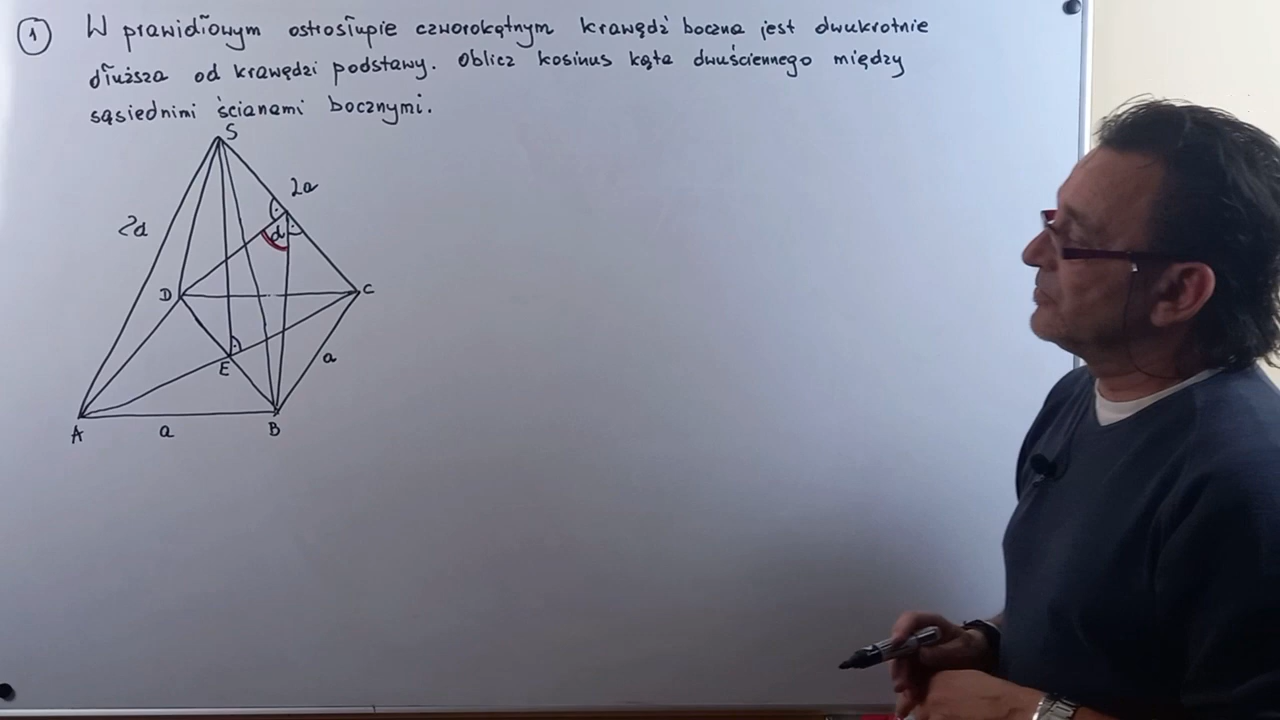 1 W prawidłowym ostrosłupie czworokątnym krawędź boczna jest dwukrotnie
dłuższa od krawędzi podstawy. Oblicz kosinus kąta dwuściennego między
sąsiednimi ścianami bocznymi.
S
2a
2a
α
D
C
E
a
A
a
B